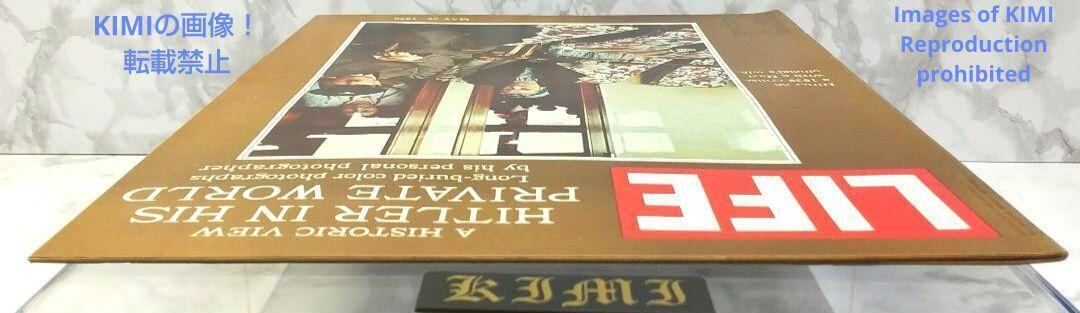 KIMIの画像！
転載禁止
Images of KIMI
Reproduction
prohibited
LIFE
A HISTORIC VIEW
HITLER IN HIS
PRIVATE WORLD
Long-buried color photographs
by his personal photographer
KIMI